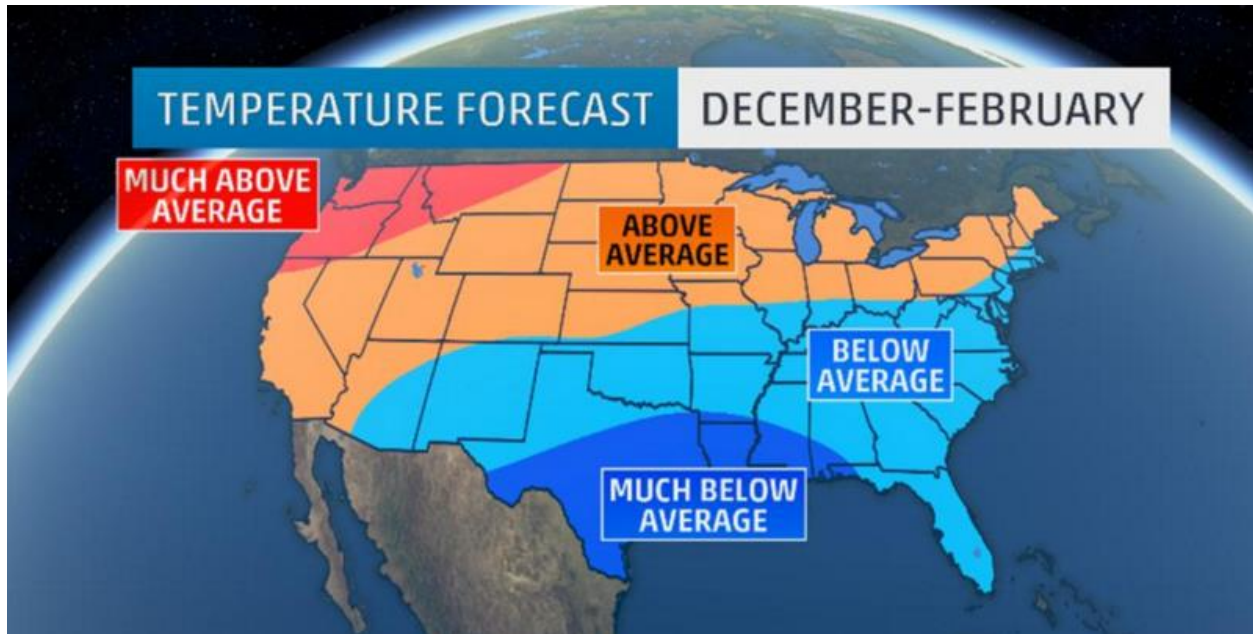 TEMPERATURE FORECAST DECEMBER-FEBRUARY
MUCH ABOVE
AVERAGE
ABOVE
AVERAGE
BELOW
AVERAGE
MUCH BELOW
AVERAGE